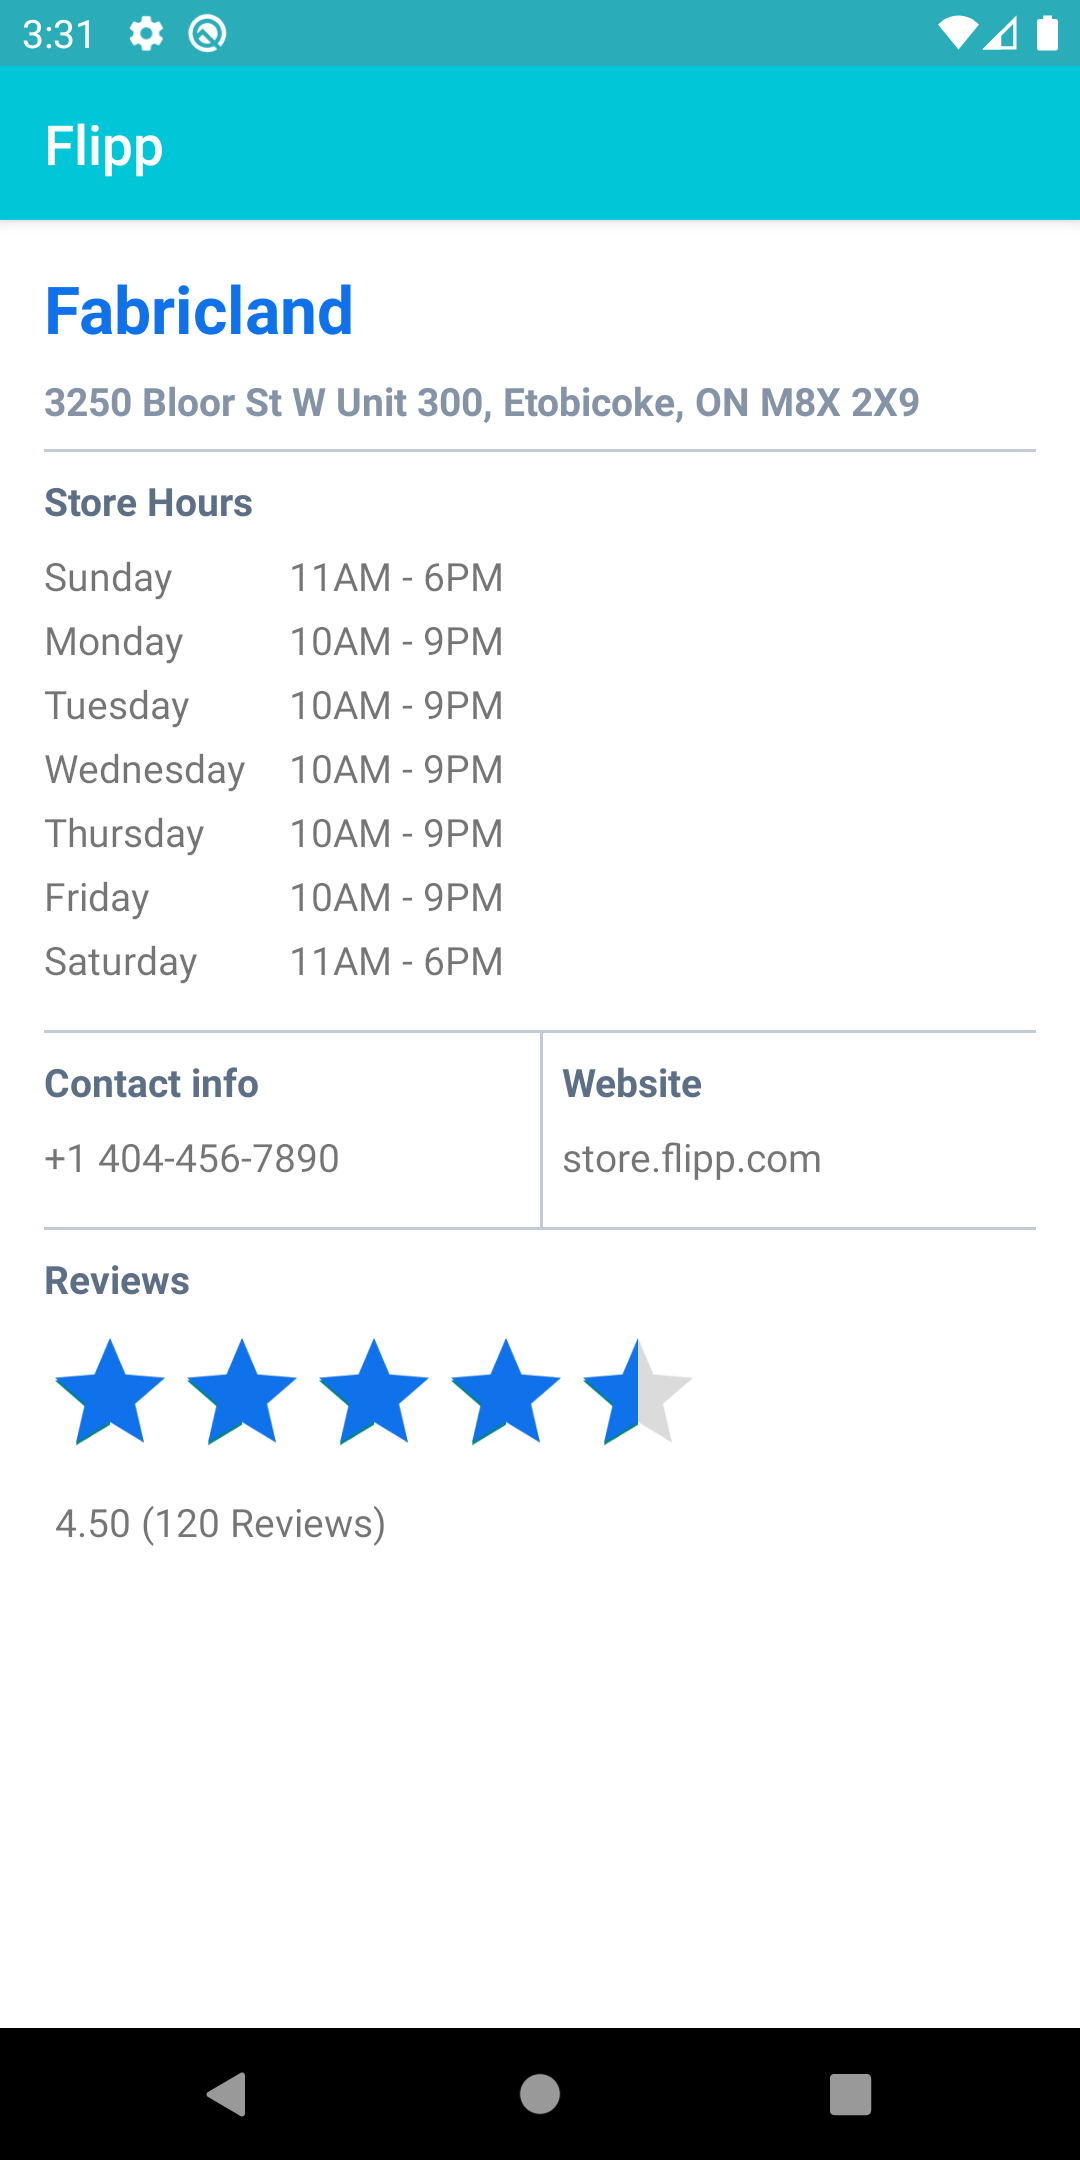 3:31
Flipp
Fabricland
3250 Bloor St W Unit 300, Etobicoke, ON M8X 2X9
Store Hours
Sunday 11AM - 6PM
Monday 10AM - 9PM
Tuesday 10AM - 9PM
Wednesday 10AM - 9PM
Thursday 10AM - 9PM
Friday 10AM - 9PM
Saturday 11AM - 6PM
Contact info
+1 404-456-7890
Website
store.flipp.com
Reviews
4.50 (120 Reviews)